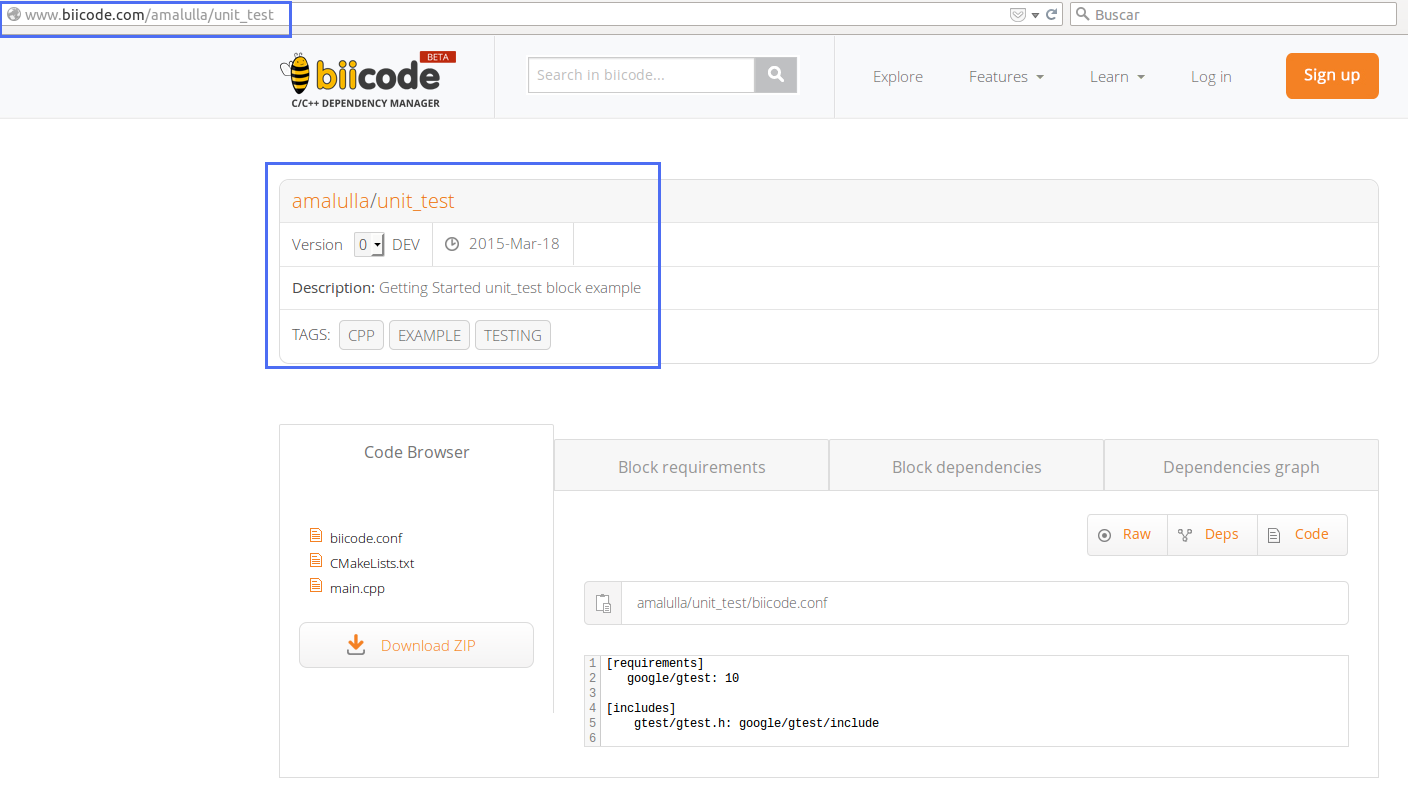 www.biicode.com/amalulla/unit_test
Buscar
BETA
biicode
C/C++ DEPENDENCY MANAGER
Search in biicode...
Explore
Features
Learn
Log in
Sign up
amalulla/unit_test
Version 0 DEV 2015-Mar-18
Description: Getting Started unit_test block example
TAGS: CPP EXAMPLE TESTING
Code Browser
Block requirements
Block dependencies
Dependencies graph
biicode.conf
CMakeLists.txt
main.cpp
Download ZIP
Raw
Deps
Code
amalulla/unit_test/biicode.conf
1 [requirements]
2 google/gtest: 10
3
4 [includes]
5 gtest/gtest.h: google/gtest/include
6